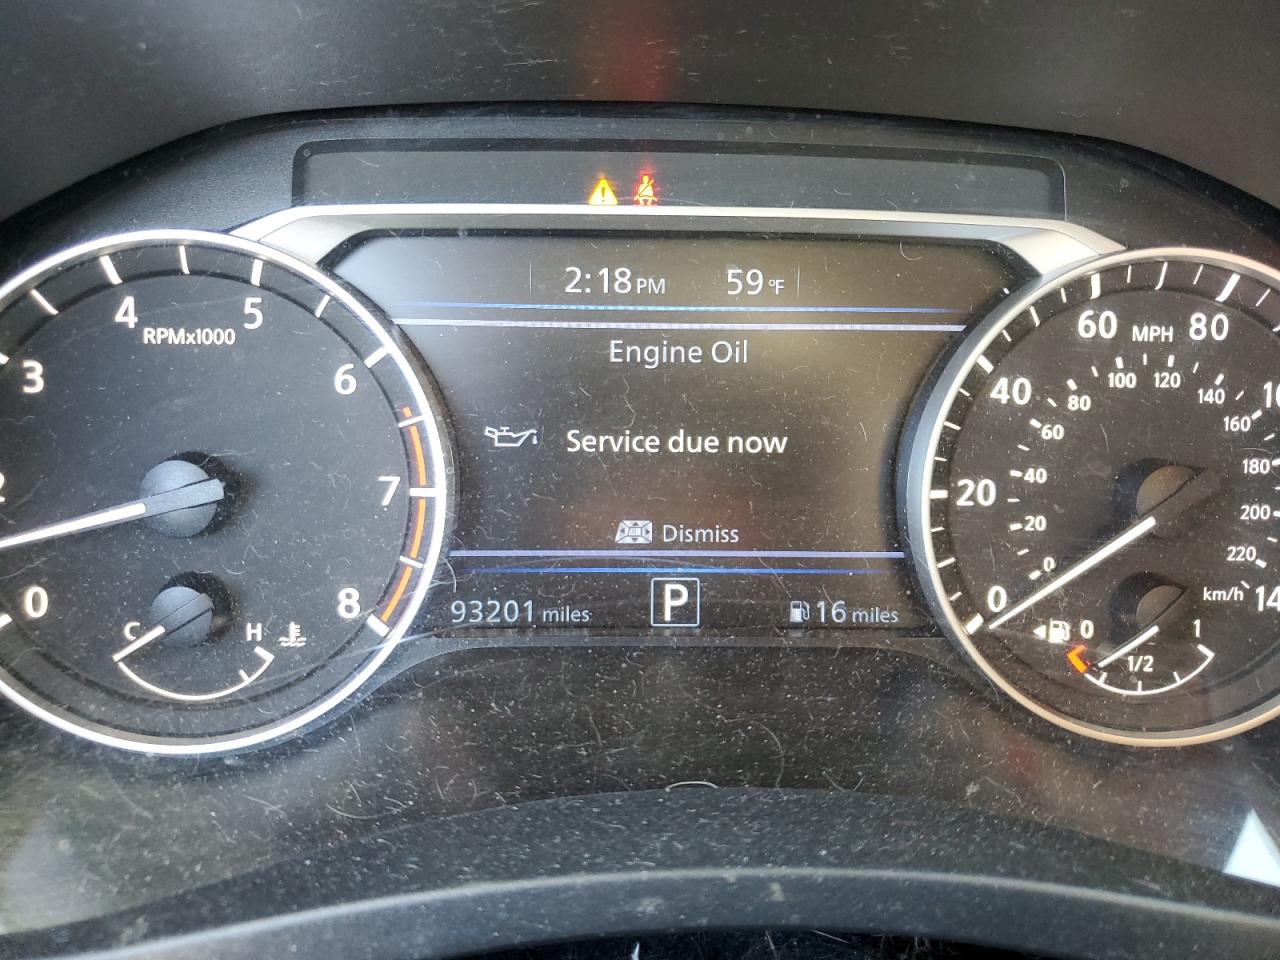 2:18 PM 59 °F
Engine Oil
Service due now
Dismiss
93201 miles P 16 miles
0 3 4 5 6 7 8
RPMx1000
C H
0 20 40 60 80
MPH
0 20 40 60 80 100 120 140 160 180 200 220
km/h
0 1/2 1